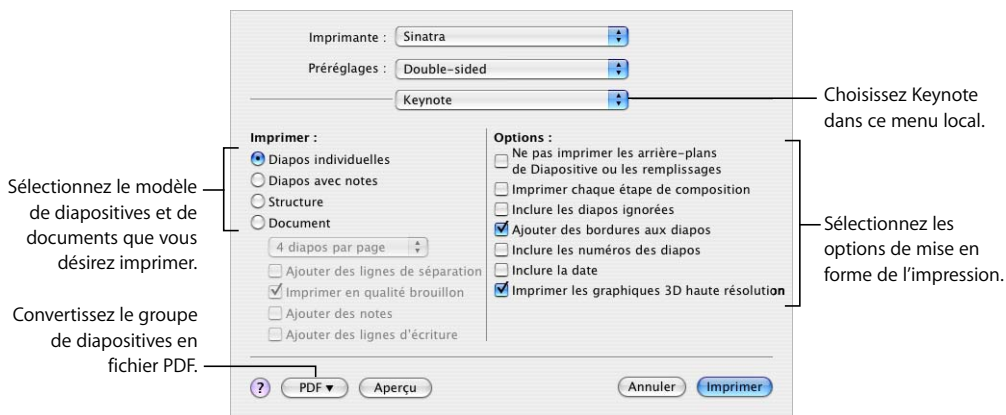 Imprimante : Sinatra
Préréglages : Double-sided
Keynote
Choisissez Keynote
dans ce menu local.
Imprimer :
Diapos individuelles
Diapos avec notes
Structure
Document
4 diapos par page
Ajouter des lignes de séparation
Imprimer en qualité brouillon
Ajouter des notes
Ajouter des lignes d'écriture
Options :
Ne pas imprimer les arrière-plans
de Diapositive ou les remplissages
Imprimer chaque étape de composition
Inclure les diapos ignorées
Ajouter des bordures aux diapos
Inclure les numéros des diapos
Inclure la date
Imprimer les graphiques 3D haute résolution
Sélectionnez le modèle
de diapositives et de
documents que vous
désirez imprimer.
Sélectionnez les
options de mise en
forme de l'impression.
Convertissez le groupe
de diapositives en
fichier PDF.
? PDF ▼ Aperçu Annuler Imprimer